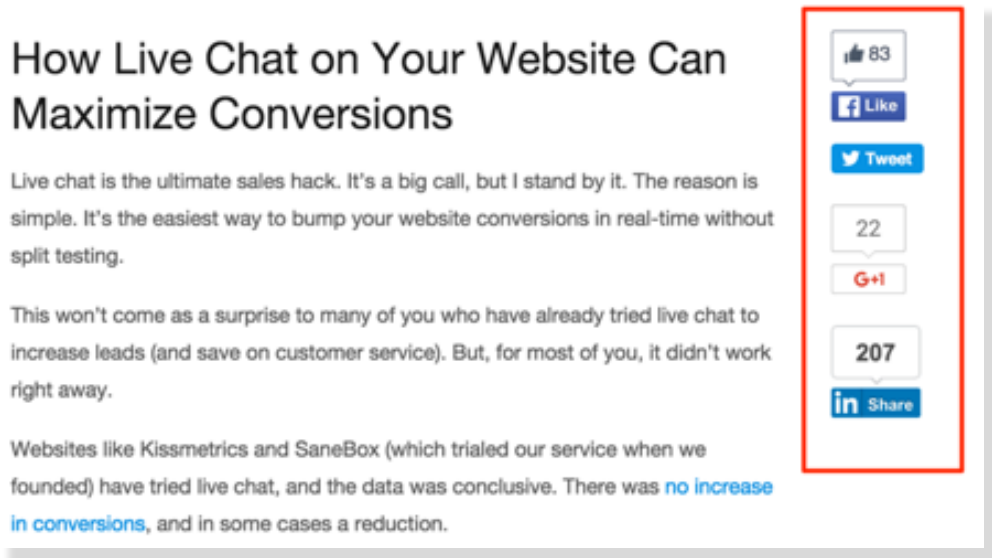 How Live Chat on Your Website Can
Maximize Conversions
Live chat is the ultimate sales hack. It's a big call, but I stand by it. The reason is
simple. It's the easiest way to bump your website conversions in real-time without
split testing.
This won't come as a surprise to many of you who have already tried live chat to
increase leads (and save on customer service). But, for most of you, it didn't work
right away.
Websites like Kissmetrics and SaneBox (which trialed our service when we
founded) have tried live chat, and the data was conclusive. There was no increase
in conversions, and in some cases a reduction.
83
f Like
Tweet
22
G+1
207
in Share